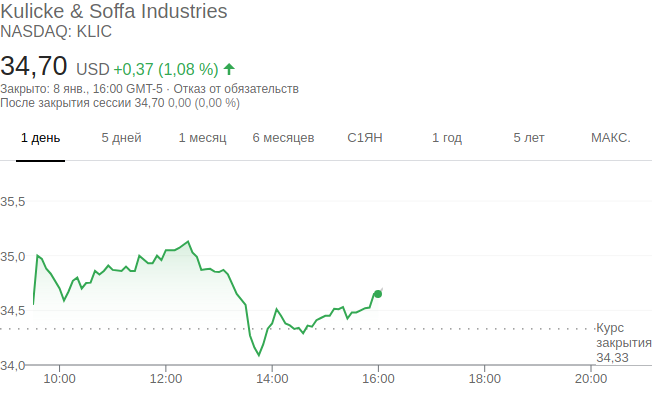 Kulicke & Soffa Industries
NASDAQ: KLIC
34,70 USD +0,37 (1,08 %)
Закрыто: 8 янв., 16:00 GMT-5 · Отказ от обязательств
После закрытия сессии 34,70 0,00 (0,00 %)
1 день 5 дней 1 месяц 6 месяцев С1ЯН 1 год 5 лет МАКС.
35,5
35,0
34,5
Курс
закрытия
34,33
34,0
10:00 12:00 14:00 16:00 18:00 20:00